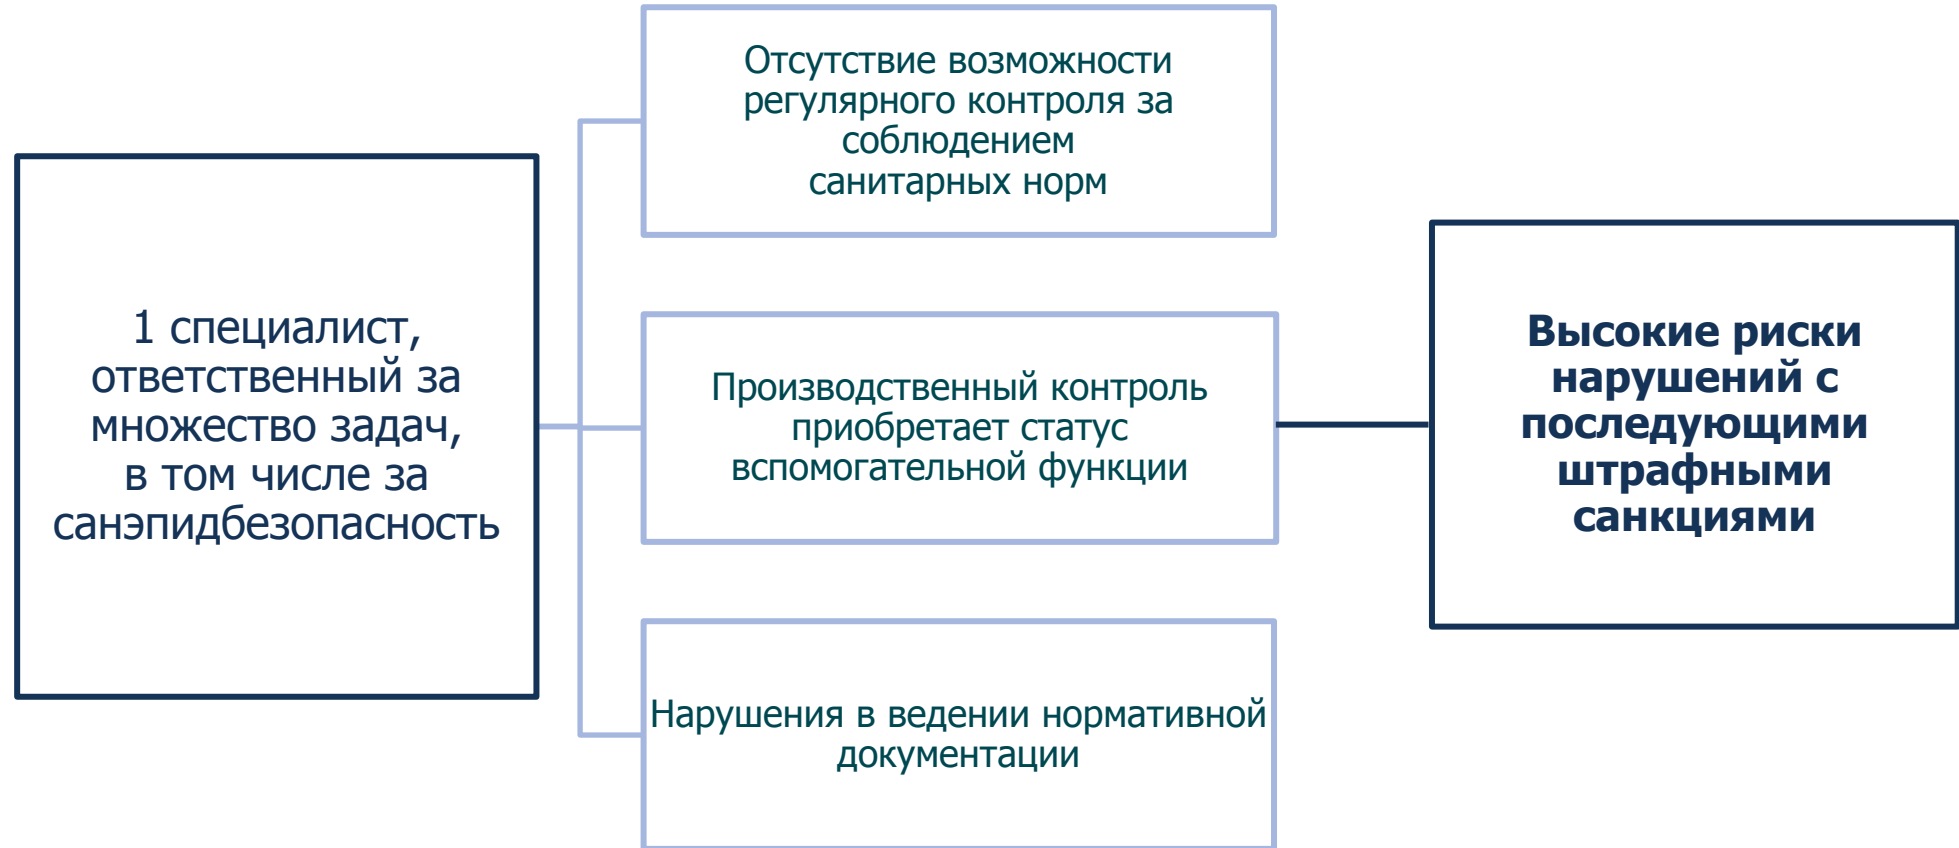 1 специалист,
ответственный за
множество задач,
в том числе за
санэпидбезопасность
Отсутствие возможности
регулярного контроля за
соблюдением
санитарных норм
Производственный контроль
приобретает статус
вспомогательной функции
Нарушения в ведении нормативной
документации
Высокие риски
нарушений с
последующими
штрафными
санкциями